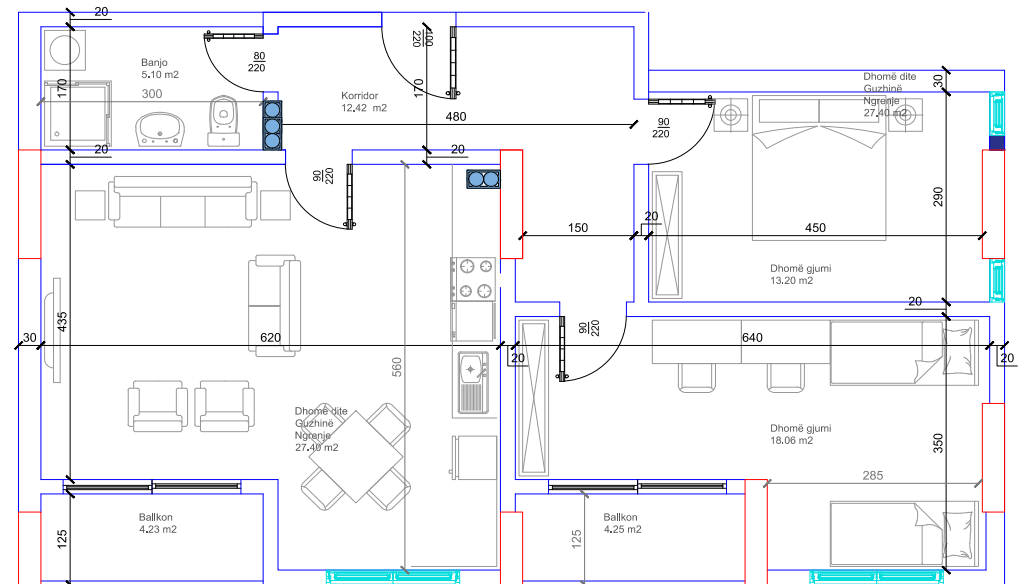 20
20
Banjo
5.10 m2
170
300
80
220
Korridor
12.42  m2
100
220
170
480
20
20
90
220
90
220
Dhomë dite
Guzhinë
Ngrenje
27.40 m2
30
290
20
150
450
Dhomë gjumi
13.20 m2
20
30
435
620
560
20
90
220
640
20
Dhomë dite
Guzhinë
Ngrenje
27.40 m2
Dhomë gjumi
18.06 m2
350
285
125
Ballkon
4.23 m2
125
Ballkon
4.25 m2